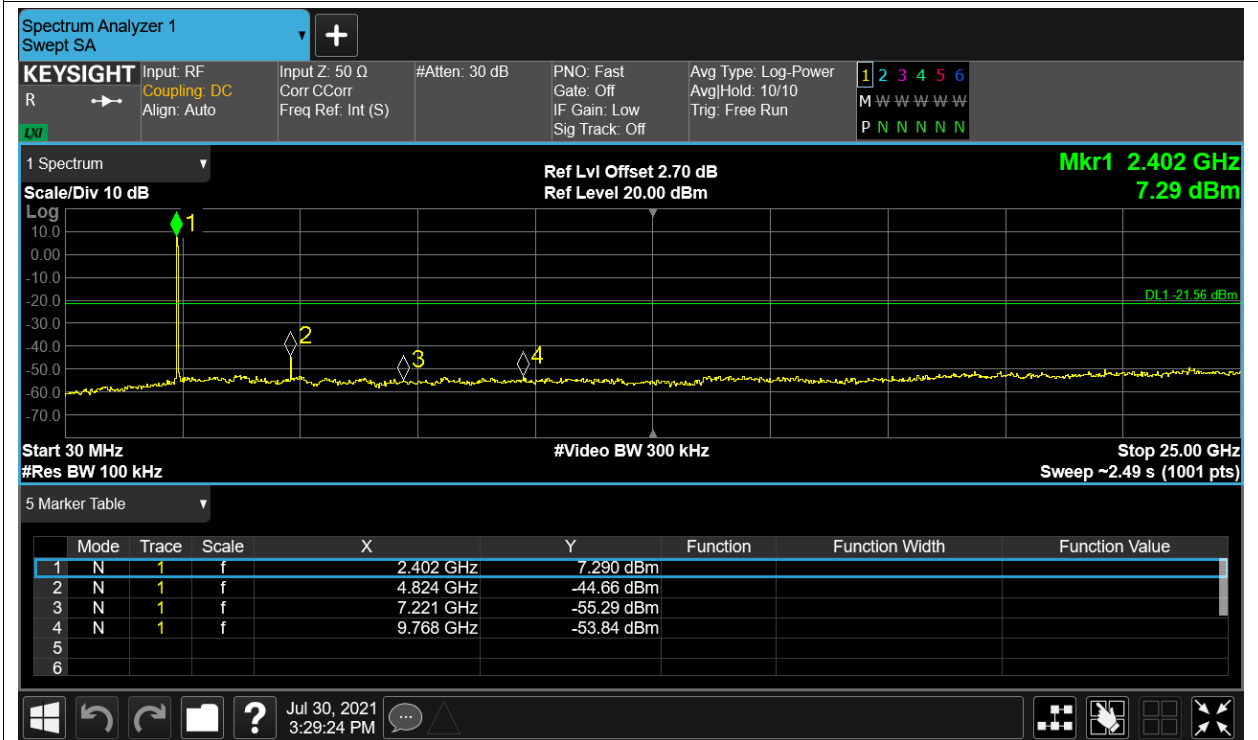 Spectrum Analyzer 1
Swept SA
KEYSIGHT Input: RF Input Z: 50 Ω #Atten: 30 dB PNO: Fast Avg Type: Log-Power 1 2 3 4 5 6
R Coupling: DC Corr CCorr Gate: Off Avg|Hold: 10/10 M W W W W W
Align: Auto Freq Ref: Int (S) IF Gain: Low Trig: Free Run
LXI Sig Track: Off P N N N N N
1 Spectrum Ref Lvl Offset 2.70 dB Mkr1 2.402 GHz
Scale/Div 10 dB Ref Level 20.00 dBm 7.29 dBm
Log
1
10.0
0.00
-10.0
-20.0 DL1 -21.56 dBm
-30.0
2
-40.0
3 4
-50.0
-60.0
-70.0
Start 30 MHz #Video BW 300 kHz Stop 25.00 GHz
#Res BW 100 kHz Sweep ~2.49 s (1001 pts)
5 Marker Table
Mode Trace Scale X Y Function Function Width Function Value
1 N 1 f 2.402 GHz 7.290 dBm
2 N 1 f 4.824 GHz -44.66 dBm
3 N 1 f 7.221 GHz -55.29 dBm
4 N 1 f 9.768 GHz -53.84 dBm
5
6
? Jul 30, 2021
3:29:24 PM